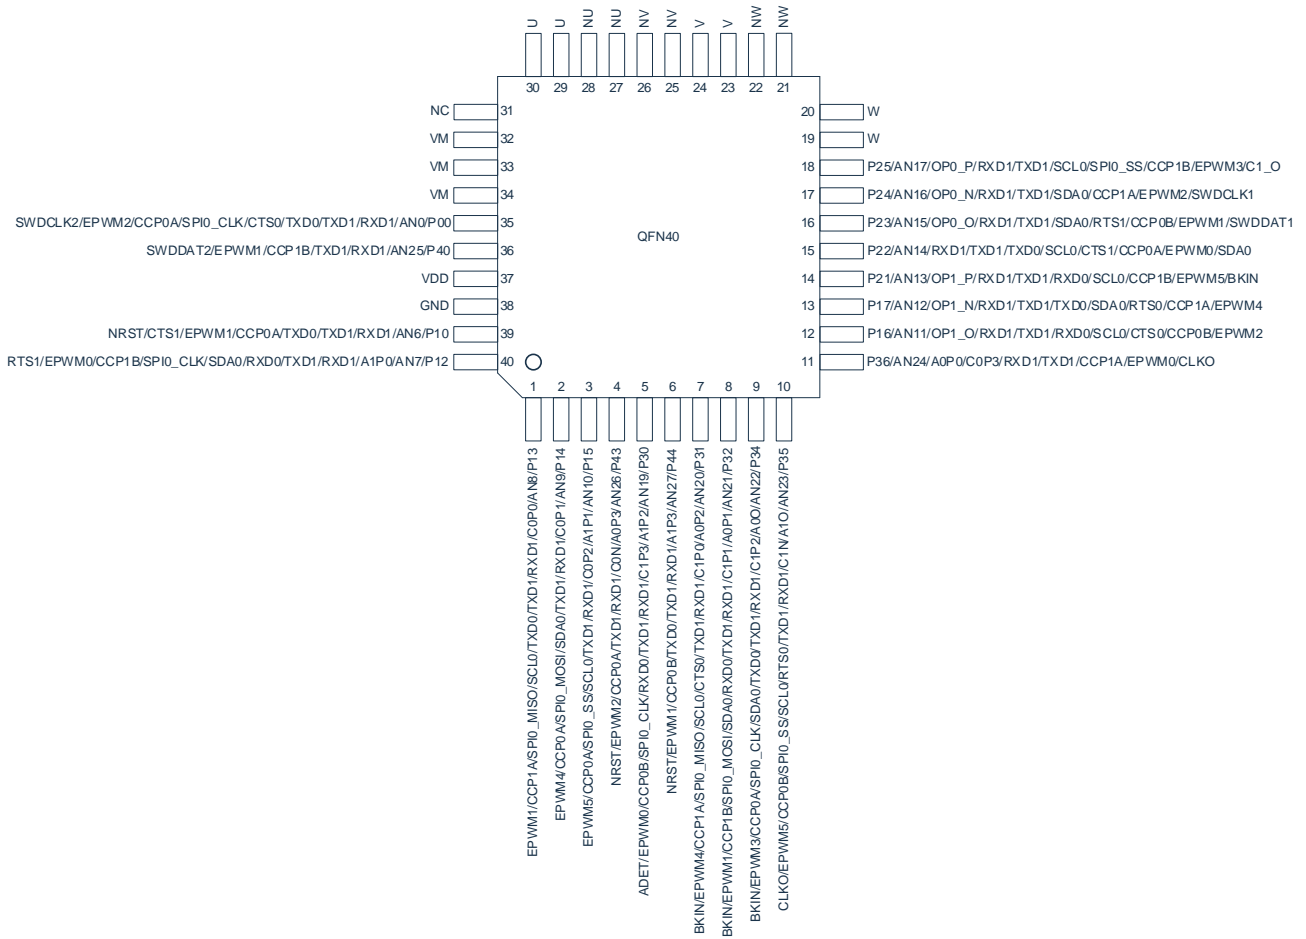 U
U
NU
NU
NV
NV
V
V
NW
NW
30 29 28 27 26 25 24 23 22 21
NC 31
VM 32
VM 33
VM 34
SWDCLK2/EPWM2/CCP0A/SPI0_CLK/CTS0/TXD0/TXD1/RXD1/AN0/P00 35
SWDDAT2/EPWM1/CCP1B/TXD1/RXD1/AN25/P40 36
VDD 37
GND 38
NRST/CTS1/EPWM1/CCP0A/TXD0/TXD1/RXD1/AN6/P10 39
RTS1/EPWM0/CCP1B/SPI0_CLK/SDA0/RXD0/TXD1/RXD1/A1P0/AN7/P12 40
QFN40
20 W
19 W
18 P25/AN17/OP0_P/RXD1/TXD1/SCL0/SPI0_SS/CCP1B/EPWM3/C1_O
17 P24/AN16/OP0_N/RXD1/TXD1/SDA0/CCP1A/EPWM2/SWDCLK1
16 P23/AN15/OP0_O/RXD1/TXD1/SDA0/RTS1/CCP0B/EPWM1/SWDDAT1
15 P22/AN14/RXD1/TXD1/TXD0/SCL0/CTS1/CCP0A/EPWM0/SDA0
14 P21/AN13/OP1_P/RXD1/TXD1/RXD0/SCL0/CCP1B/EPWM5/BKIN
13 P17/AN12/OP1_N/RXD1/TXD1/TXD0/SDA0/RTS0/CCP1A/EPWM4
12 P16/AN11/OP1_O/RXD1/TXD1/RXD0/SCL0/CTS0/CCP0B/EPWM2
11 P36/AN24/A0P0/C0P3/RXD1/TXD1/CCP1A/EPWM0/CLKO
1 2 3 4 5 6 7 8 9 10
EPWM1/CCP1A/SPI0_MISO/SCL0/TXD0/TXD1/RXD1/C0P0/AN8/P13
EPWM4/CCP0A/SPI0_MOSI/SDA0/TXD1/RXD1/C0P1/AN9/P14
EPWM5/CCP0A/SPI0_SS/SCL0/TXD1/RXD1/C0P2/A1P1/AN10/P15
NRST/EPWM2/CCP0A/TXD1/RXD1/C0N/A0P3/AN26/P43
ADET/EPWM0/CCP0B/SPI0_CLK/RXD0/TXD1/RXD1/C1P3/A1P2/AN19/P30
NRST/EPWM1/CCP0B/TXD0/TXD1/RXD1/A1P3/AN27/P44
BKIN/EPWM4/CCP1A/SPI0_MISO/SCL0/CTS0/TXD1/RXD1/C1P0/A0P2/AN20/P31
BKIN/EPWM1/CCP1B/SPI0_MOSI/SDA0/RXD0/TXD1/RXD1/C1P1/A0P1/AN21/P32
BKIN/EPWM3/CCP0A/SPI0_CLK/SDA0/TXD0/TXD1/RXD1/C1P2/A0O/AN22/P34
CLKO/EPWM5/CCP0B/SPI0_SS/SCL0/RTS0/TXD1/RXD1/C1N/A1O/AN23/P35